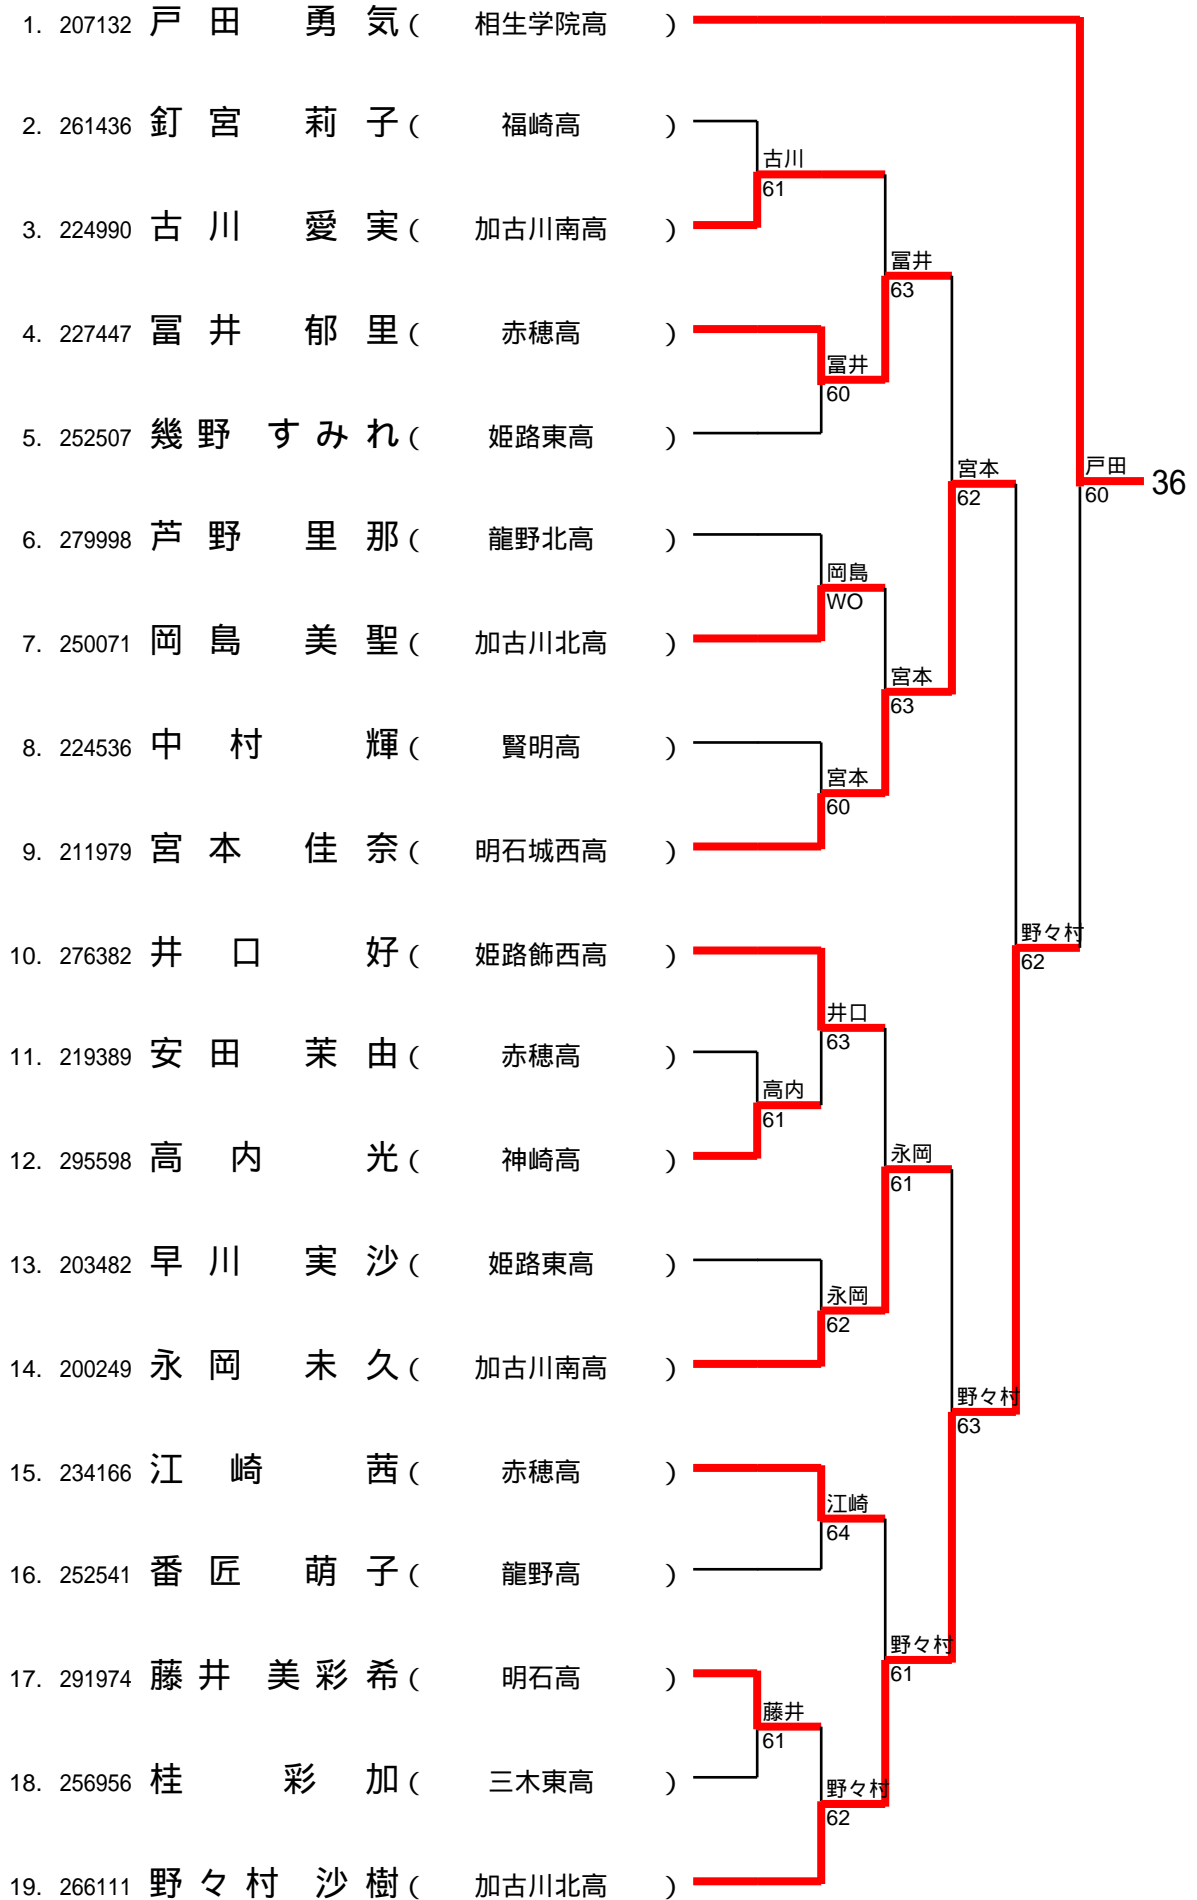 1. 207132 戸田 勇気 ( 相生学院高 )
2. 261436 釘宮 莉子 ( 福崎高 )
古川
61
3. 224990 古川 愛実 ( 加古川南高 )
冨井
63
4. 227447 冨井 郁里 ( 赤穂高 )
冨井
60
5. 252507 幾野 すみれ ( 姫路東高 )
宮本
62
戸田
60
36
6. 279998 芦野 里那 ( 龍野北高 )
岡島
WO
7. 250071 岡島 美聖 ( 加古川北高 )
宮本
63
8. 224536 中村 輝 ( 賢明高 )
宮本
60
9. 211979 宮本 佳奈 ( 明石城西高 )
野々村
62
10. 276382 井口 好 ( 姫路飾西高 )
井口
63
11. 219389 安田 茉由 ( 赤穂高 )
高内
61
12. 295598 高内 光 ( 神崎高 )
永岡
61
13. 203482 早川 実沙 ( 姫路東高 )
永岡
62
14. 200249 永岡 未久 ( 加古川南高 )
野々村
63
15. 234166 江崎 茜 ( 赤穂高 )
江崎
64
16. 252541 番匠 萌子 ( 龍野高 )
野々村
61
17. 291974 藤井 美彩希 ( 明石高 )
藤井
61
18. 256956 桂 彩加 ( 三木東高 )
野々村
62
19. 266111 野々村 沙樹 ( 加古川北高 )